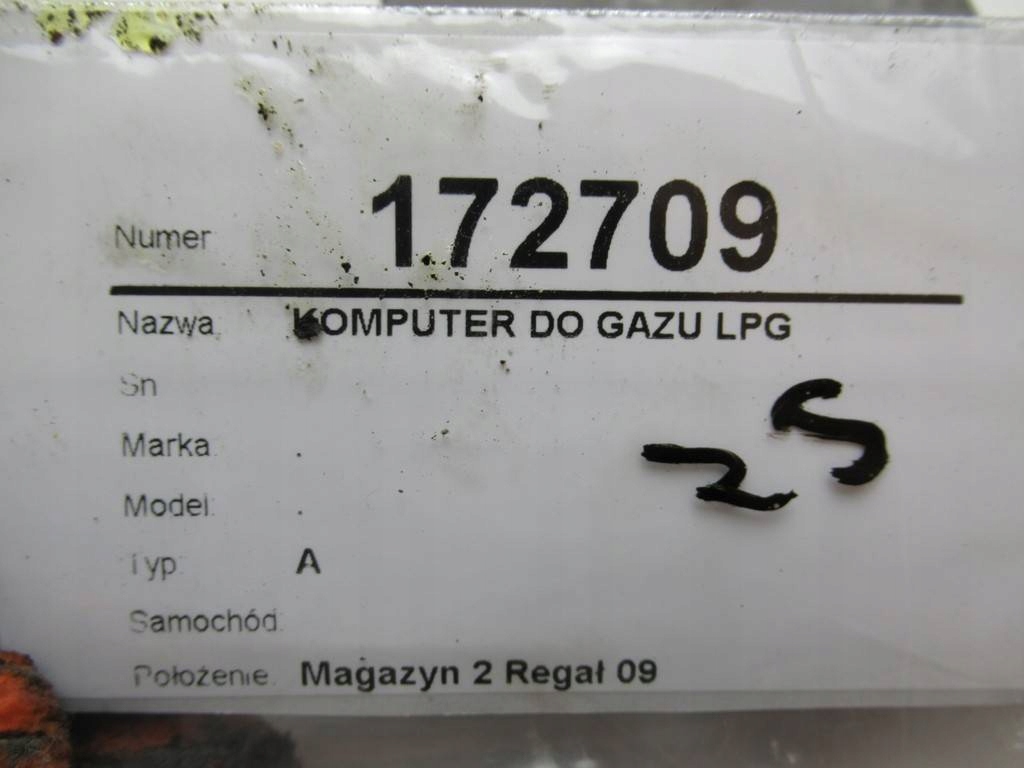 Numer 172709
Nazwa: KOMPUTER DO GAZU LPG
Sn
Marka .
Model: .
Typ A
Samochód:
Położenie: Magazyn 2 Regał 09
25